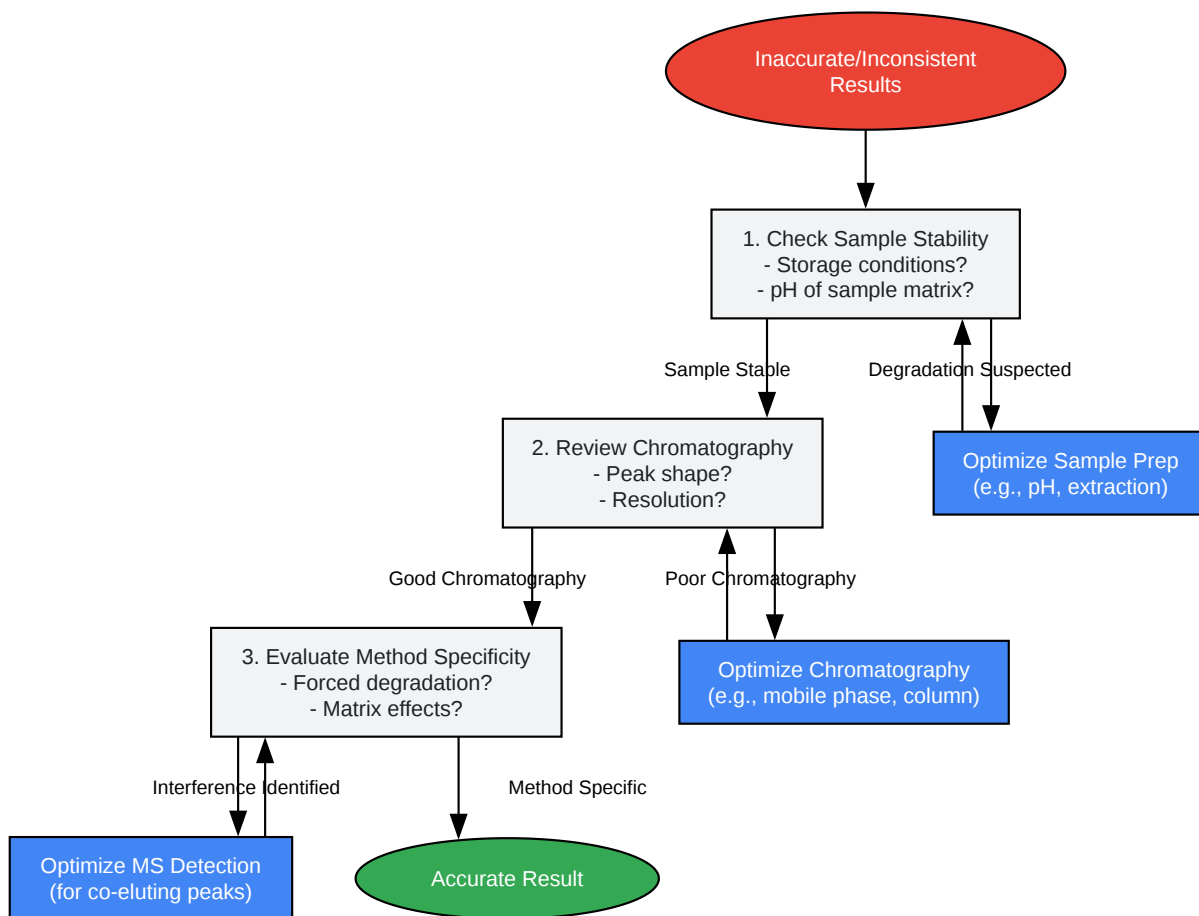 Inaccurate/Inconsistent
Results
1. Check Sample Stability
- Storage conditions?
- pH of sample matrix?
Sample Stable
Degradation Suspected
2. Review Chromatography
- Peak shape?
- Resolution?
Optimize Sample Prep
(e.g., pH, extraction)
Good Chromatography
Poor Chromatography
3. Evaluate Method Specificity
- Forced degradation?
- Matrix effects?
Optimize Chromatography
(e.g., mobile phase, column)
Interference Identified
Method Specific
Optimize MS Detection
(for co-eluting peaks)
Accurate Result